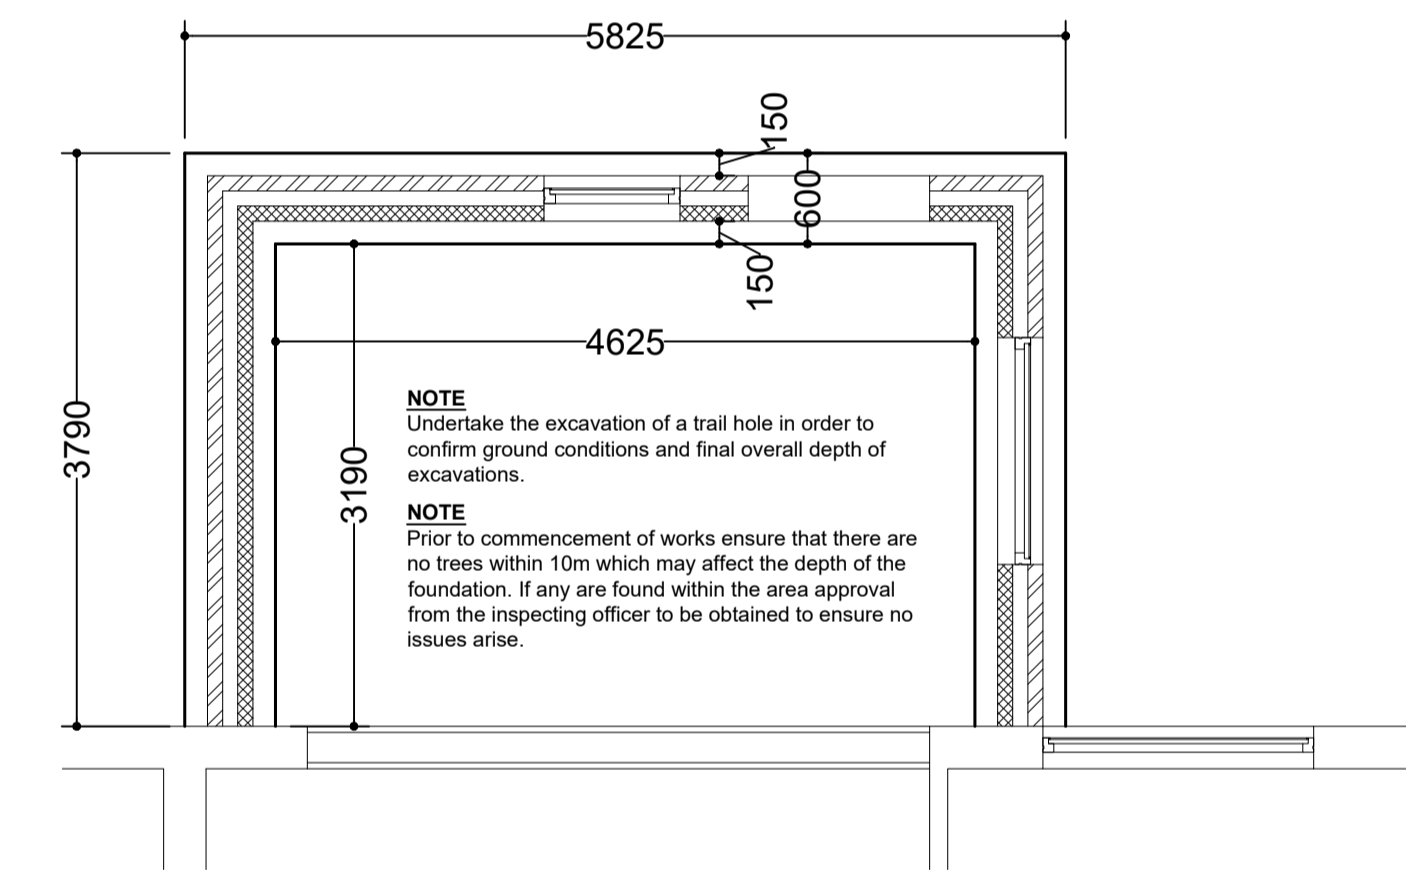 5825
150
600
150
4625
3790
3190
NOTE
Undertake the excavation of a trail hole in order to
confirm ground conditions and final overall depth of
excavations.
NOTE
Prior to commencement of works ensure that there are
no trees within 10m which may affect the depth of the
foundation. If any are found within the area approval
from the inspecting officer to be obtained to ensure no
issues arise.